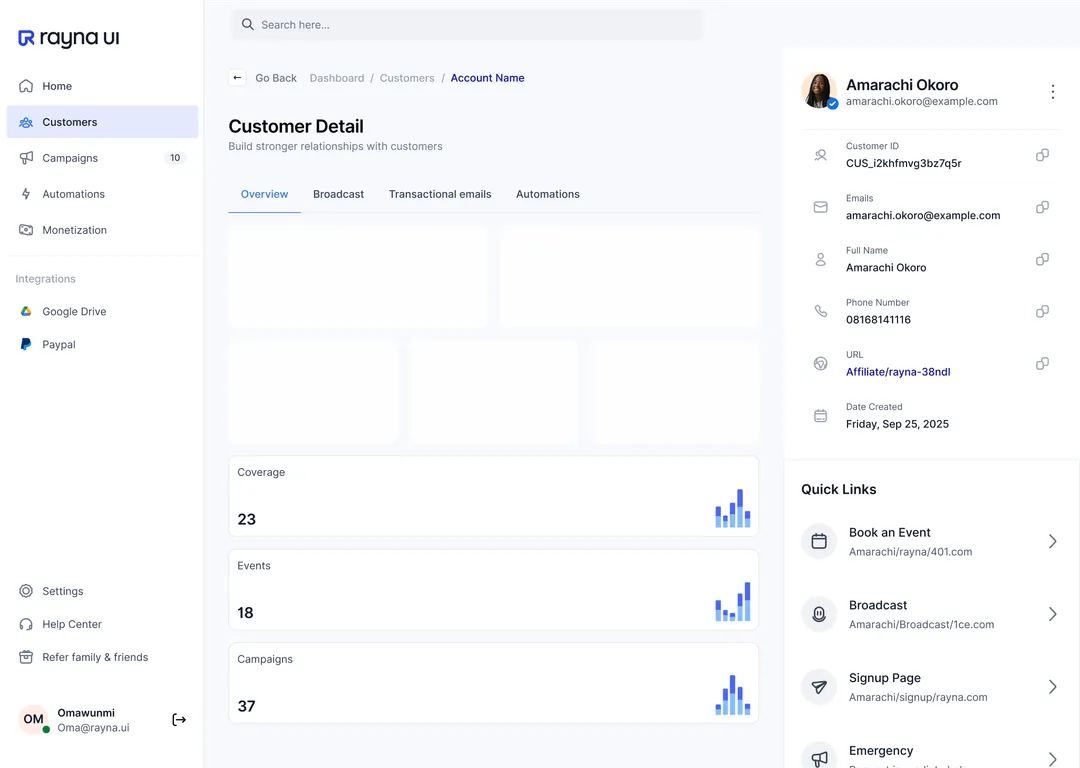 rayna UI
Home
Customers
Campaigns 10
Automations
Monetization
Integrations
Google Drive
Paypal
Settings
Help Center
Refer family & friends
OM
Omawunmi
Oma@rayna.ui
Search here...
Go Back Dashboard / Customers / Account Name
Customer Detail
Build stronger relationships with customers
Overview Broadcast Transactional emails Automations
Coverage
23
Events
18
Campaigns
37
Amarachi Okoro
amarachi.okoro@example.com
Customer ID
CUS_i2khfmvg3bz7q5r
Emails
amarachi.okoro@example.com
Full Name
Amarachi Okoro
Phone Number
08168141116
URL
Affiliate/rayna-38ndl
Date Created
Friday, Sep 25, 2025
Quick Links
Book an Event
Amarachi/rayna/401.com
Broadcast
Amarachi/Broadcast/1ce.com
Signup Page
Amarachi/signup/rayna.com
Emergency